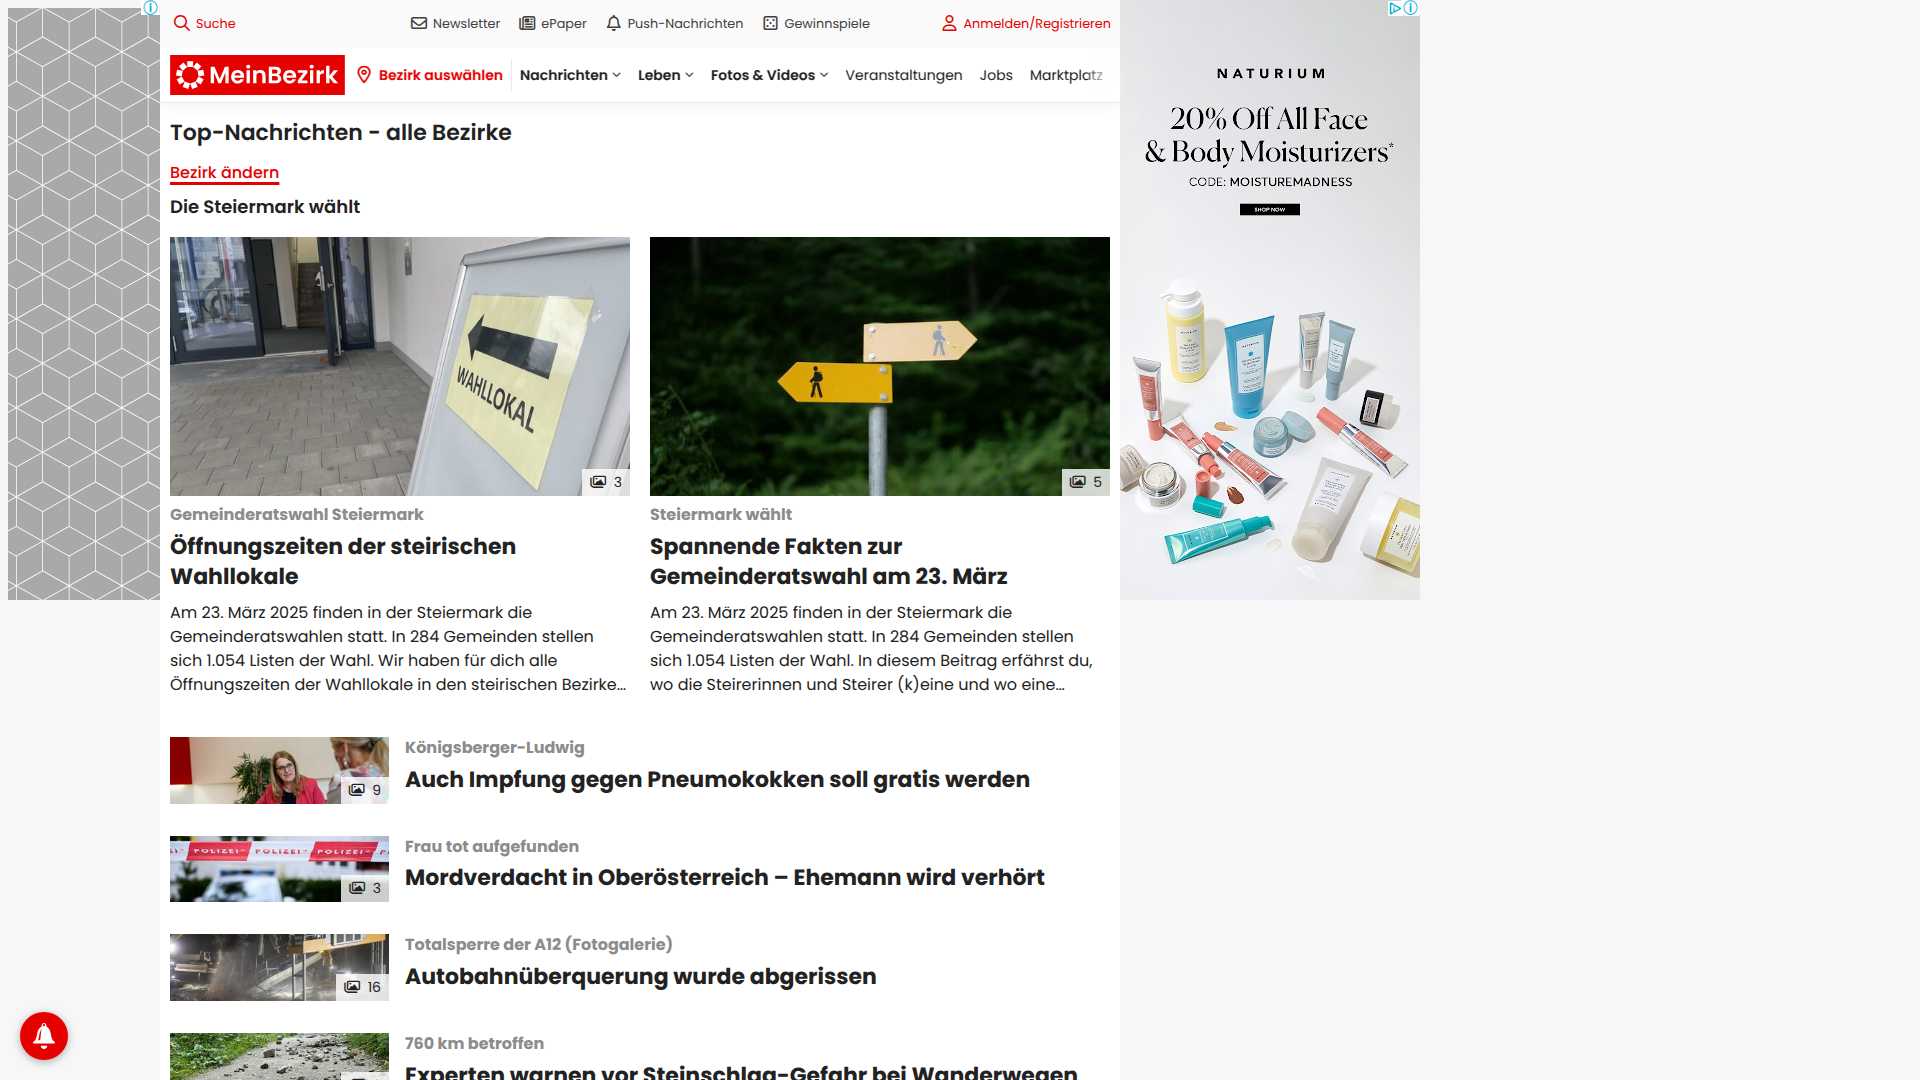 Suche
Newsletter
ePaper
Push-Nachrichten
Gewinnspiele
Anmelden/Registrieren
MeinBezirk
Bezirk auswählen
Nachrichten
Leben
Fotos & Videos
Veranstaltungen
Jobs
Marktplatz
Top-Nachrichten - alle Bezirke
Bezirk ändern
Die Steiermark wählt
WAHLLOKAL
3
5
Gemeinderatswahl Steiermark
Öffnungszeiten der steirischen
Wahllokale
Am 23. März 2025 finden in der Steiermark die
Gemeinderatswahlen statt. In 284 Gemeinden stellen
sich 1.054 Listen der Wahl. Wir haben für dich alle
Öffnungszeiten der Wahllokale in den steirischen Bezirke...
Steiermark wählt
Spannende Fakten zur
Gemeinderatswahl am 23. März
Am 23. März 2025 finden in der Steiermark die
Gemeinderatswahlen statt. In 284 Gemeinden stellen
sich 1.054 Listen der Wahl. In diesem Beitrag erfährst du,
wo die Steirerinnen und Steirer (k)eine und wo eine...
9
Königsberger-Ludwig
Auch Impfung gegen Pneumokokken soll gratis werden
POLIZEI POLIZEI POLIZEI
3
Frau tot aufgefunden
Mordverdacht in Oberösterreich – Ehemann wird verhört
16
Totalsperre der A12 (Fotogalerie)
Autobahnüberquerung wurde abgerissen
760 km betroffen
Experten warnen vor Steinschlag-Gefahr bei Wanderwegen
NATURIUM
20% Off All Face
& Body Moisturizers*
CODE: MOISTUREMADNESS
SHOP NOW